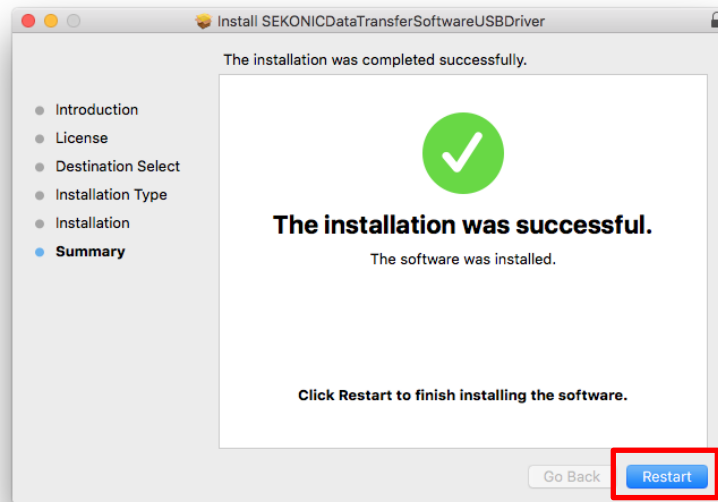 Install SEKONICDataTransferSoftwareUSBDriver
The installation was completed successfully.
Introduction
License
Destination Select
Installation Type
Installation
Summary
The installation was successful.
The software was installed.
Click Restart to finish installing the software.
Go Back
Restart